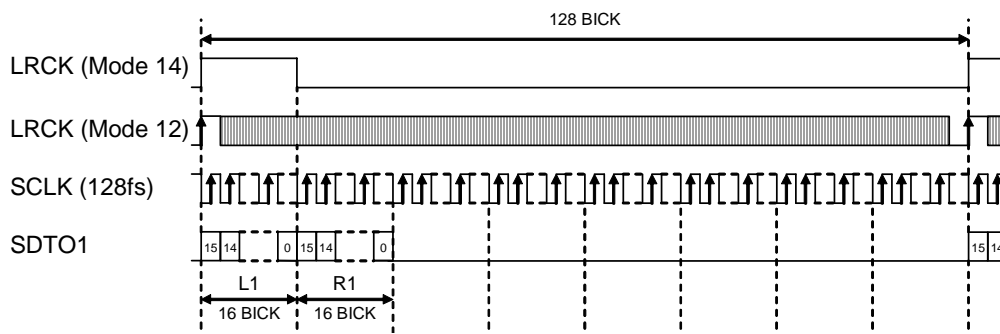 128 BICK
LRCK (Mode 14)
LRCK (Mode 12)
SCLK (128fs)
SDTO1
15 14 0 15 14 0 15 14
L1 R1
16 BICK 16 BICK